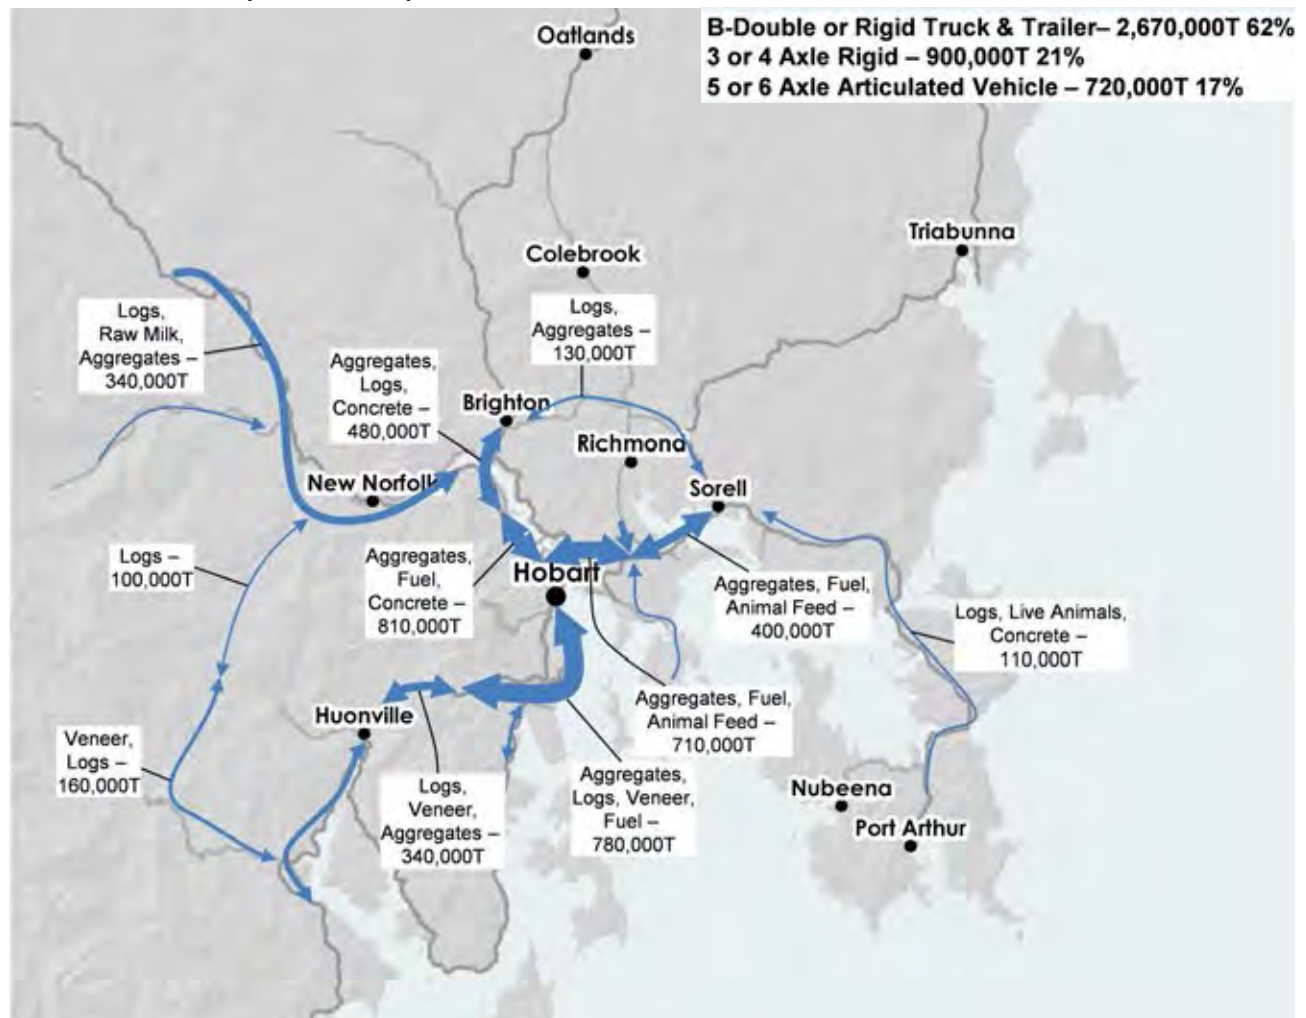 B-Double or Rigid Truck & Trailer– 2,670,000T 62%
3 or 4 Axle Rigid – 900,000T 21%
5 or 6 Axle Articulated Vehicle – 720,000T 17%
Oatlands
Triabunna
Colebrook
Logs,
Raw Milk,
Aggregates –
340,000T
Logs,
Aggregates –
130,000T
Aggregates,
Logs,
Concrete –
480,000T
Brighton
Richmond
New Norfolk
Sorell
Logs –
100,000T
Aggregates,
Fuel,
Concrete –
810,000T
Hobart
Aggregates, Fuel,
Animal Feed –
400,000T
Logs, Live Animals,
Concrete –
110,000T
Aggregates, Fuel,
Animal Feed –
710,000T
Huonville
Veneer,
Logs –
160,000T
Logs,
Veneer,
Aggregates –
340,000T
Aggregates,
Logs, Veneer,
Fuel –
780,000T
Nubeena
Port Arthur